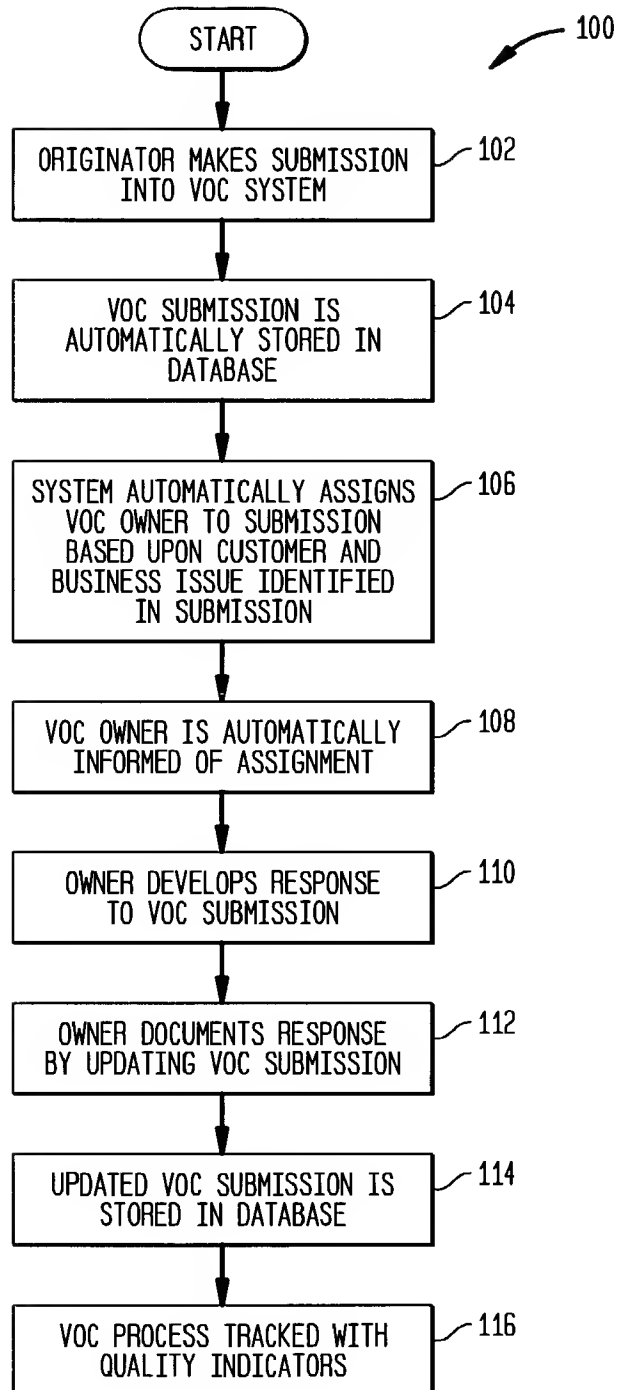 START
100
ORIGINATOR MAKES SUBMISSION
INTO VOC SYSTEM
102
VOC SUBMISSION IS
AUTOMATICALLY STORED IN
DATABASE
104
SYSTEM AUTOMATICALLY ASSIGNS
VOC OWNER TO SUBMISSION
BASED UPON CUSTOMER AND
BUSINESS ISSUE IDENTIFIED
IN SUBMISSION
106
VOC OWNER IS AUTOMATICALLY
INFORMED OF ASSIGNMENT
108
OWNER DEVELOPS RESPONSE
TO VOC SUBMISSION
110
OWNER DOCUMENTS RESPONSE
BY UPDATING VOC SUBMISSION
112
UPDATED VOC SUBMISSION IS
STORED IN DATABASE
114
VOC PROCESS TRACKED WITH
QUALITY INDICATORS
116